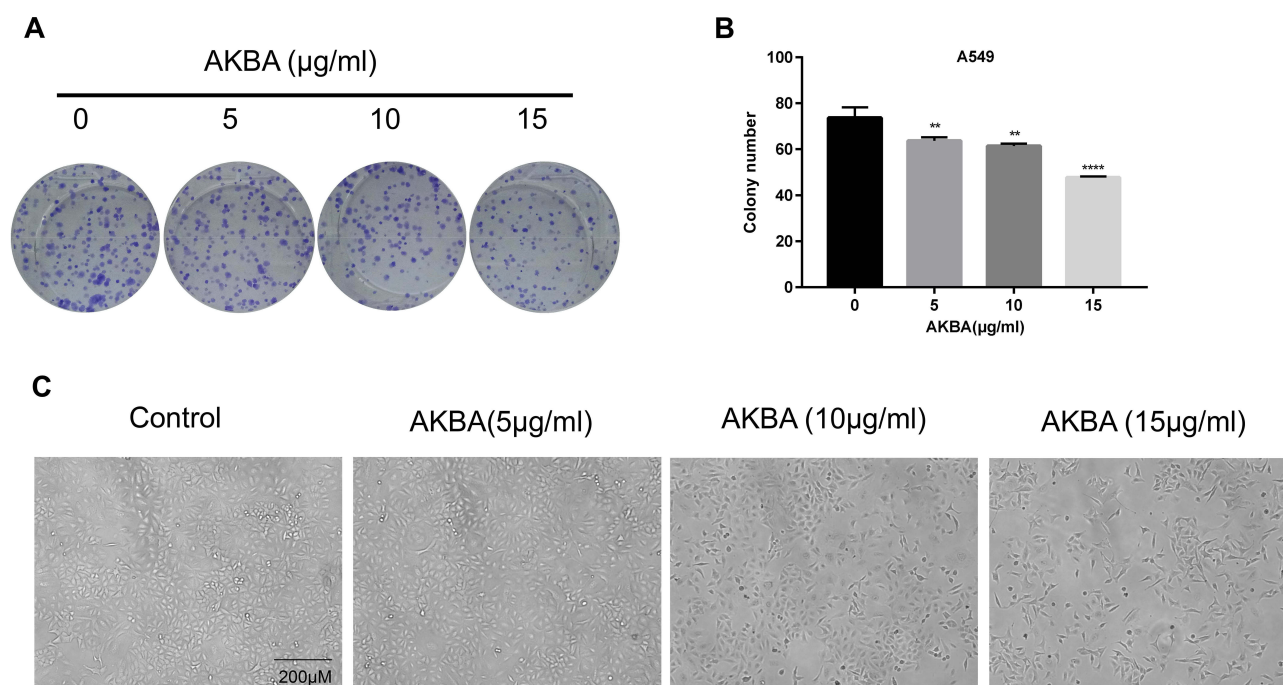 A
AKBA (µg/ml)
0 5 10 15
B
A549
100
80
60
40
20
0
Colony number
** ** ****
0 5 10 15
AKBA(µg/ml)
C
Control AKBA(5µg/ml) AKBA (10µg/ml) AKBA (15µg/ml)
200µM